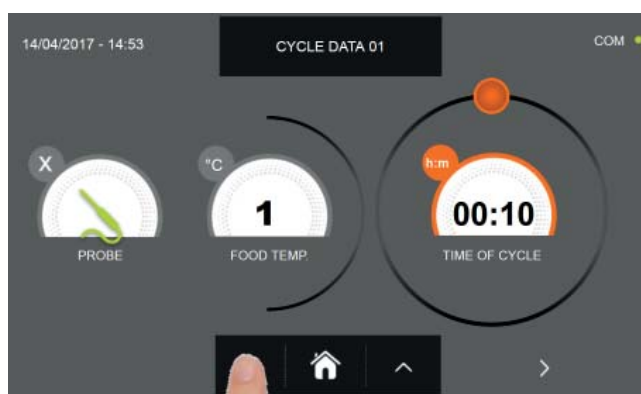 14/04/2017 - 14:53
CYCLE DATA 01
COM
X
°C
h:m
1
00:10
PROBE
FOOD TEMP.
TIME OF CYCLE